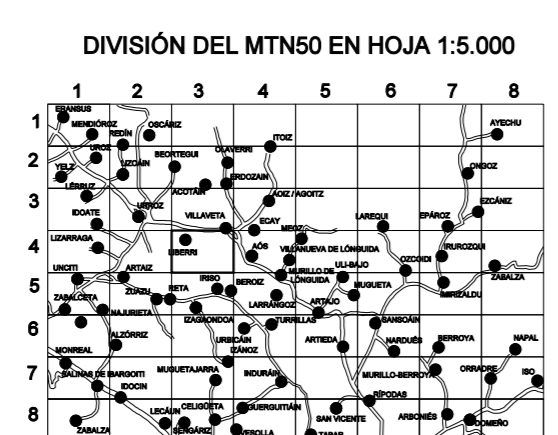 DIVISIÓN DEL MTN50 EN HOJA 1:5.000
1 2 3 4 5 6 7 8
1
ERANSUS
MENDIÓROZ
REDÍN
OSCÁRIZ
ITOIZ
AYECHU
2
UROZ
BEORTEGUI
OLAVERRI
YELZ
LIZOÁIN
ERDOZAIN
ONGOZ
3
LÉRRUZ
ACOTAIN
AOIZ / AGOITZ
IDOATE
URROZ
VILLAVETA
ECAY
LAREQUI
EPÁROZ
EZCÁNIZ
4
LIZARRAGA
LIBERRI
AÓS
MEOZ
VILLANUEVA DE LÓNGUIDA
IRUROZQUI
UNCITI
ARTAIZ
MURILLO DE
LÓNGUIDA
ULI-BAJO
OZCOIDI
ZABALZA
5
ZABALCETA
ZUAZU
RETA
IRISO
BEROIZ
LARRÁNGOZ
ARTAJO
MUGUETA
IMIRIZALDU
6
NAJURIETA
IZAGAONDOA
TURRILLAS
SANSOÁIN
ALZÓRRIZ
URBICAIN
ARTIEDA
NARDUÉS
BERROYA
NAPAL
MONREAL
IZÁNOZ
7
SALINAS DE IBARGOITI
MUGUETAJARRA
INDURÁIN
MURILLO-BERROYA
ORRADRE
ISO
IDOCIN
RÍPODAS
8
LECÁUN
CELIGÜETA
GUERGUITIÁIN
SAN VICENTE
ARBONIÉS
DOMEÑO
ZABALZA
SENGÁRIZ
VESOLLA
TABAR